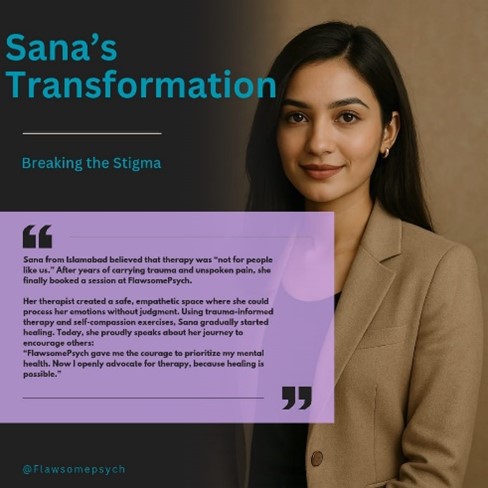 Sana’s
Transformation
Breaking the Stigma
“
Sana from Islamabad believed that therapy was “not for people
like us.” After years of carrying trauma and unspoken pain, she
finally booked a session at FlawsomePsych.
Her therapist created a safe, empathetic space where she could
process her emotions without judgment. Using trauma-informed
therapy and self-compassion exercises, Sana gradually started
healing. Today, she proudly speaks about her journey to
encourage others:
“FlawsomePsych gave me the courage to prioritize my mental
health. Now I openly advocate for therapy, because healing is
possible.”
”
@Flawsomepsych